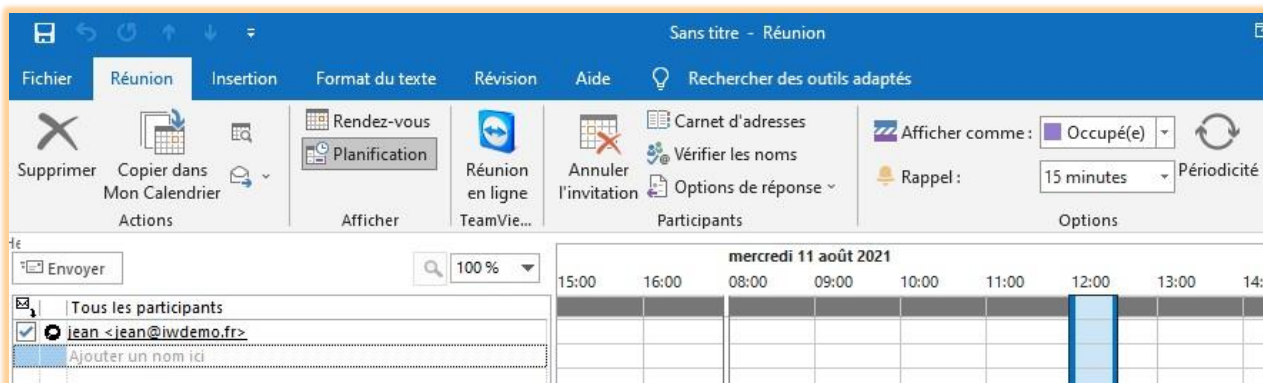 Sans titre - Réunion
Fichier Réunion Insertion Format du texte Révision Aide Rechercher des outils adaptés
Supprimer
Copier dans
Mon Calendrier
Actions
Rendez-vous
Planification
Afficher
Réunion
en ligne
TeamVie...
Annuler
l'invitation
Carnet d'adresses
Vérifier les noms
Options de réponse
Participants
Afficher comme : Occupé(e)
Rappel : 15 minutes
Périodicité
Options
Envoyer
100 %
mercredi 11 août 2021
15:00 16:00 08:00 09:00 10:00 11:00 12:00 13:00 14:
Tous les participants
jean <jean@iwdemo.fr>
Ajouter un nom ici